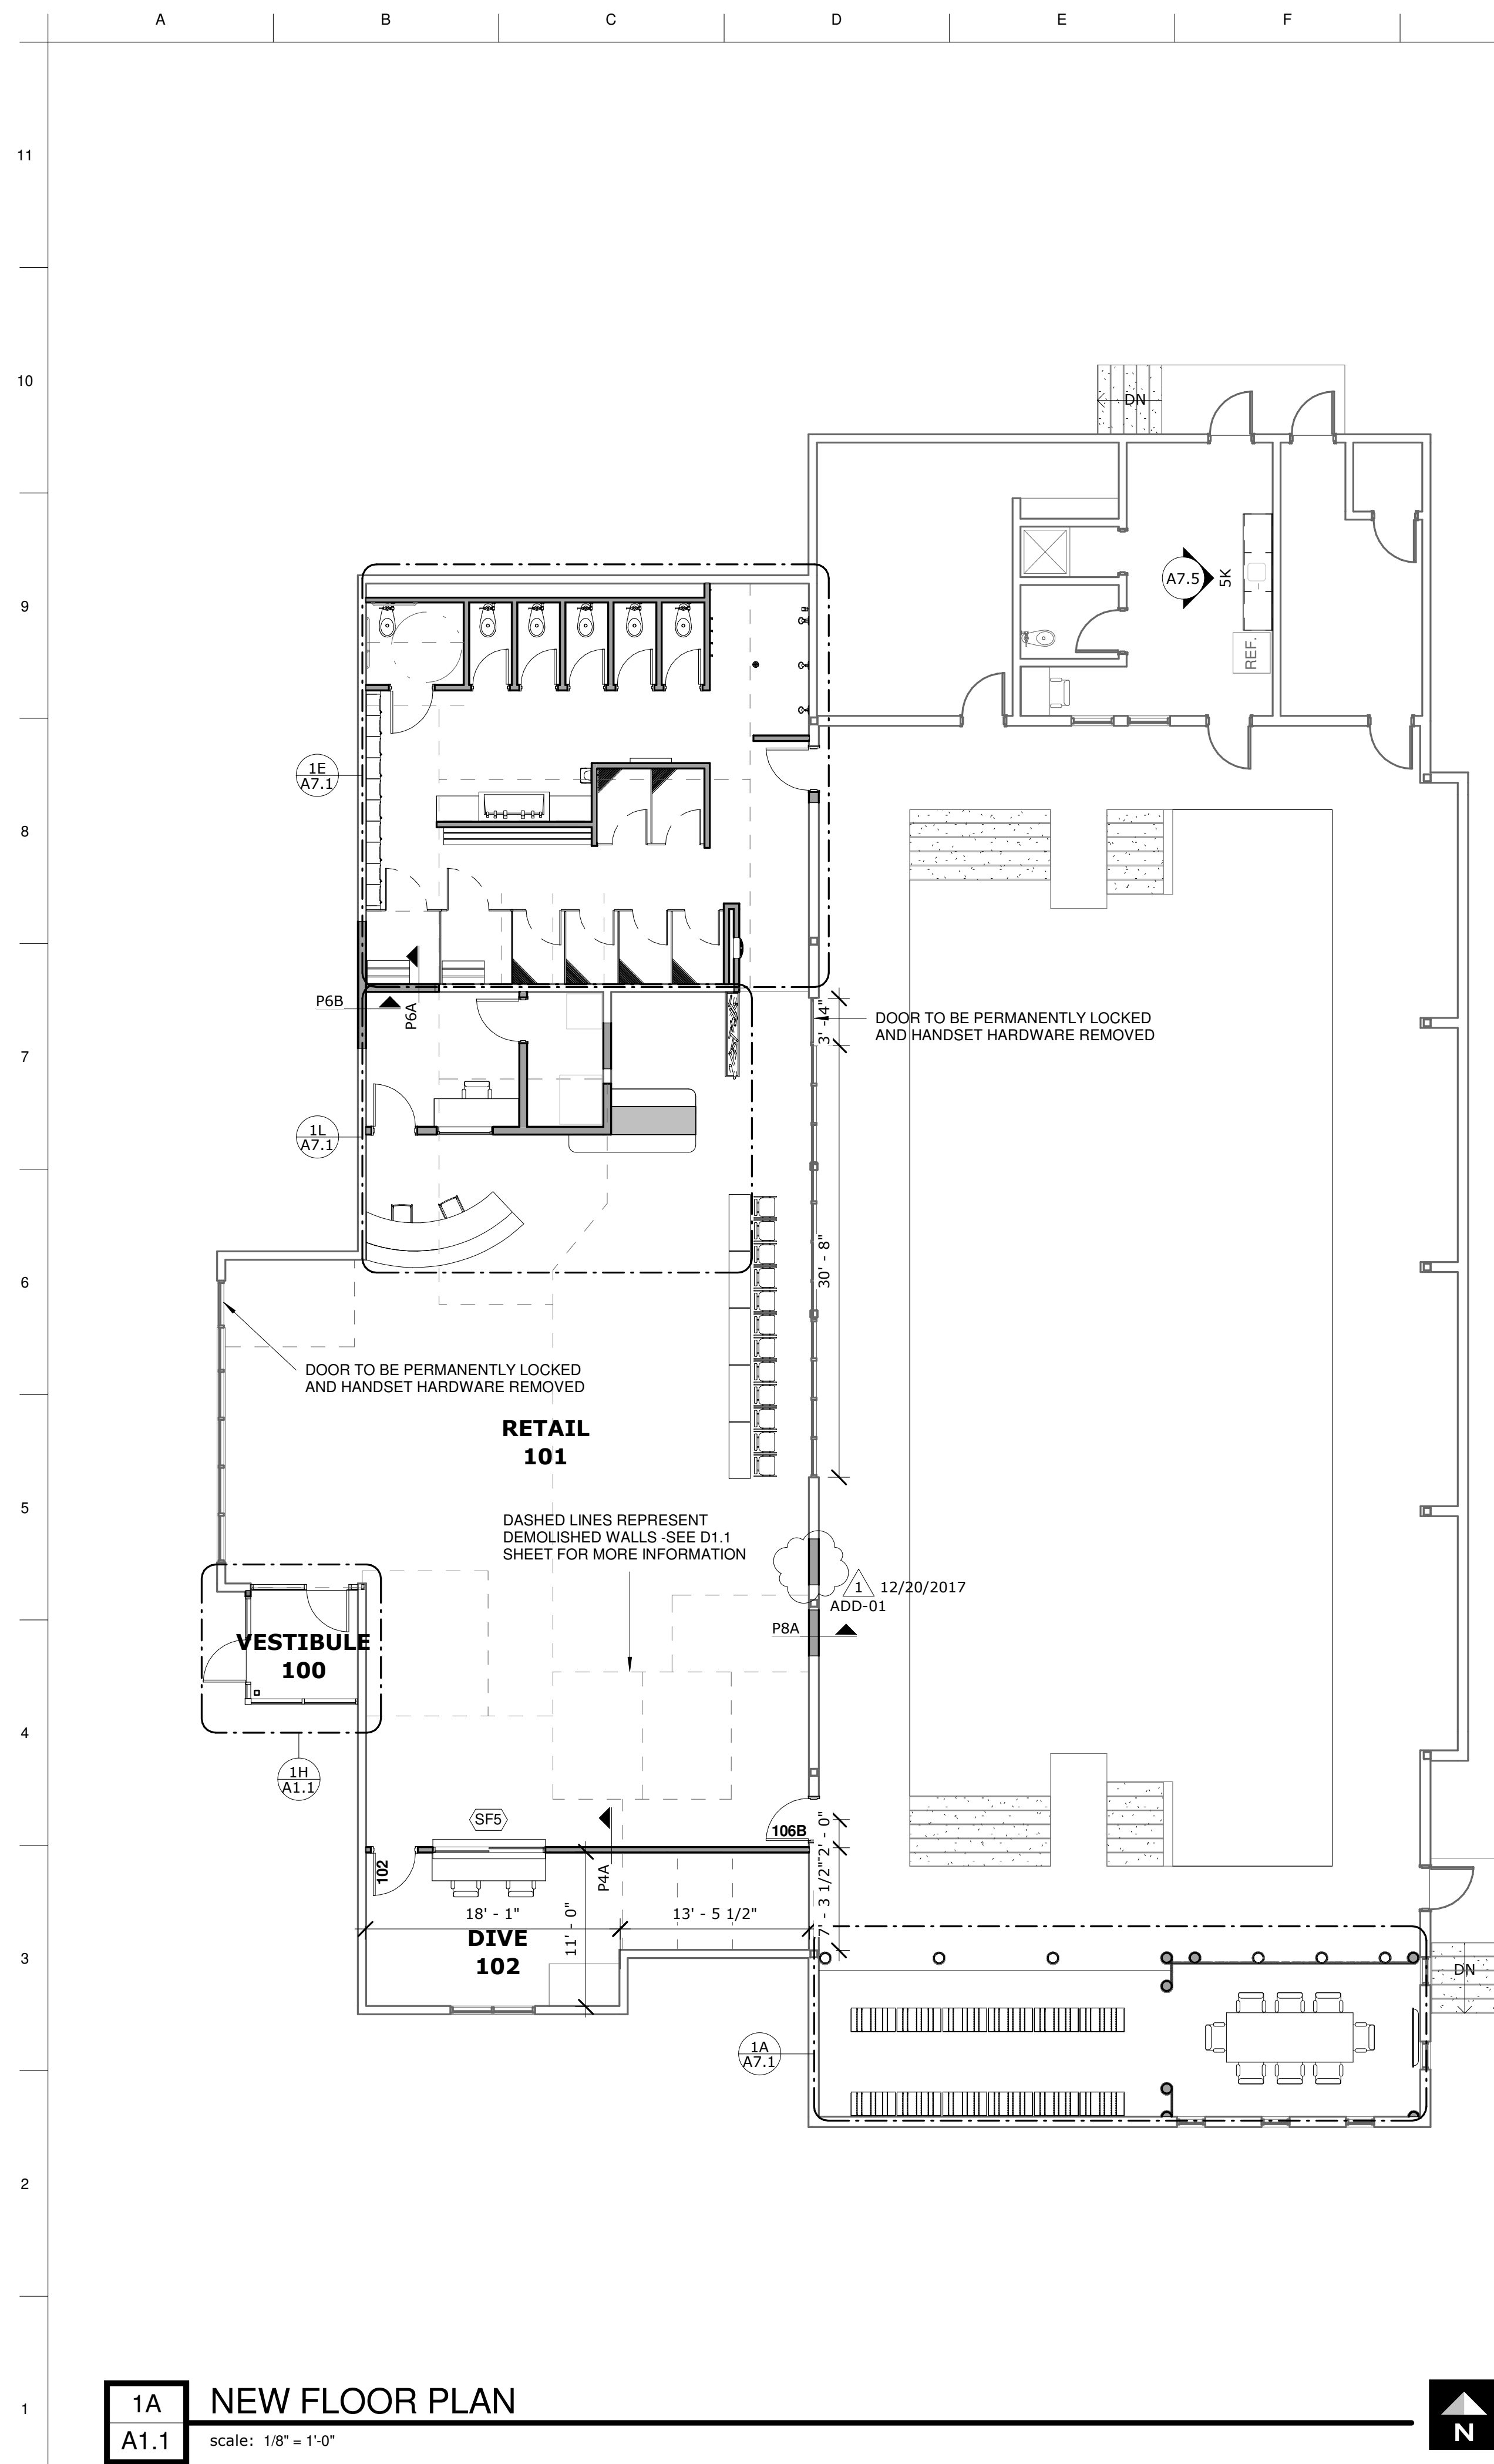 A B C D E F
11
10
DN
9
A7.5
5K
REF.
1E
A7.1
8
P6B
P6A
3' - 4"
DOOR TO BE PERMANENTLY LOCKED
AND HANDSET HARDWARE REMOVED
7
1L
A7.1
30' - 8"
6
DOOR TO BE PERMANENTLY LOCKED
AND HANDSET HARDWARE REMOVED
RETAIL
101
5
DASHED LINES REPRESENT
DEMOLISHED WALLS -SEE D1.1
SHEET FOR MORE INFORMATION
1 12/20/2017
ADD-01
P8A
VESTIBULE
100
4
1H
A1.1
SF5
106B
2' - 0"
102
P4A
7' - 3 1/2"
18' - 1"
11' - 0"
13' - 5 1/2"
DIVE
102
3
DN
1A
A7.1
2
1
1A
A1.1
NEW FLOOR PLAN
scale: 1/8" = 1'-0"
N